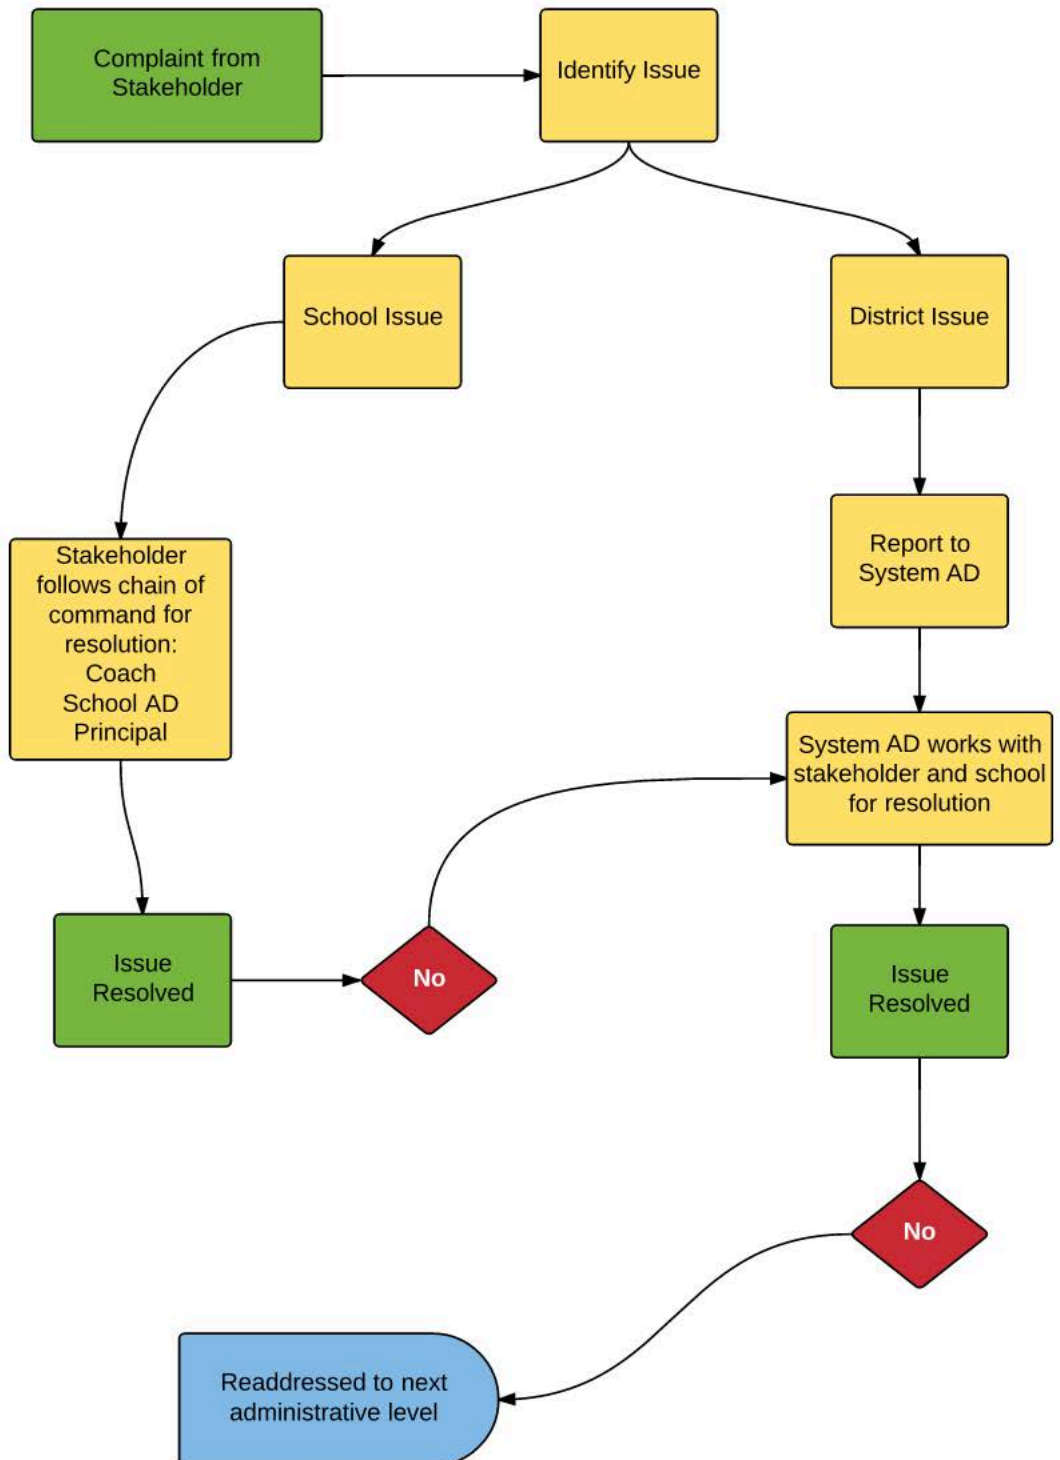 Complaint from
Stakeholder
Identify Issue
School Issue
District Issue
Stakeholder
follows chain of
command for
resolution:
Coach
School AD
Principal
Report to
System AD
System AD works with
stakeholder and school
for resolution
Issue
Resolved
No
Issue
Resolved
No
Readdressed to next
administrative level